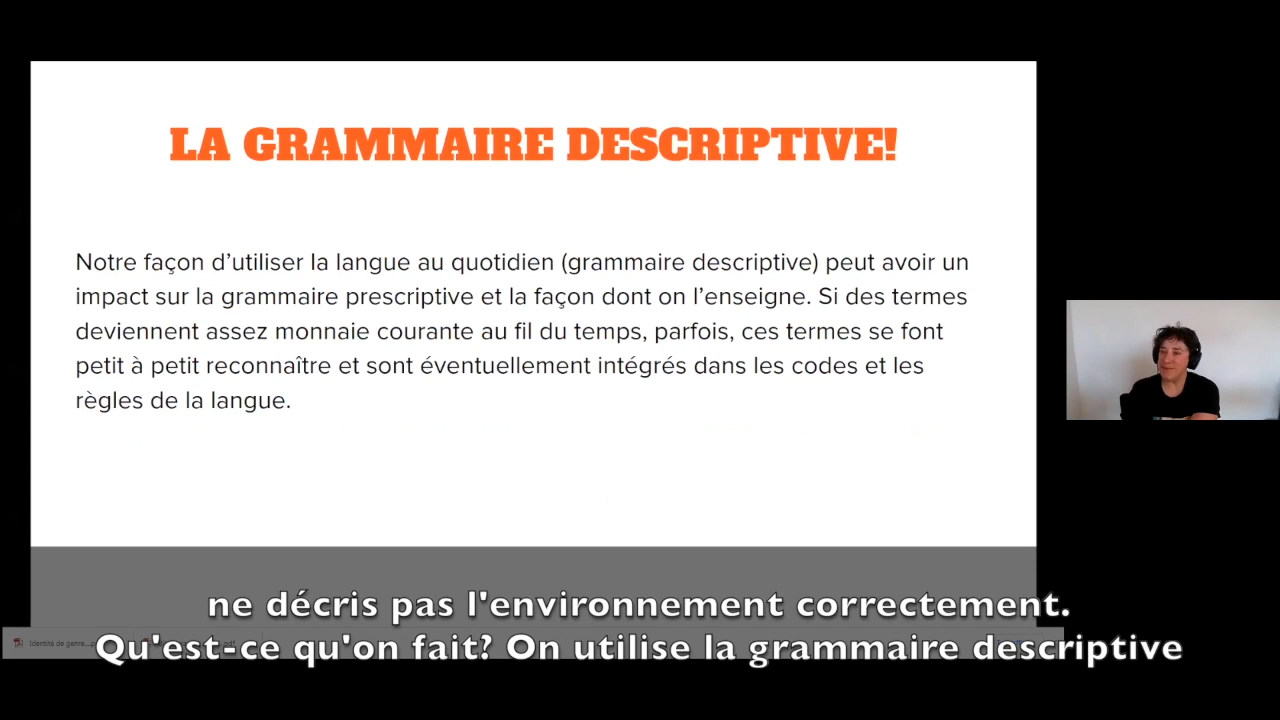 LA GRAMMAIRE DESCRIPTIVE!
Notre façon d’utiliser la langue au quotidien (grammaire descriptive) peut avoir un
impact sur la grammaire prescriptive et la façon dont on l’enseigne. Si des termes
deviennent assez monnaie courante au fil du temps, parfois, ces termes se font
petit à petit reconnaître et sont éventuellement intégrés dans les codes et les
règles de la langue.
ne décris pas l'environnement correctement.
Identité de genre...
Qu'est-ce qu'on fait? On utilise la grammaire descriptive